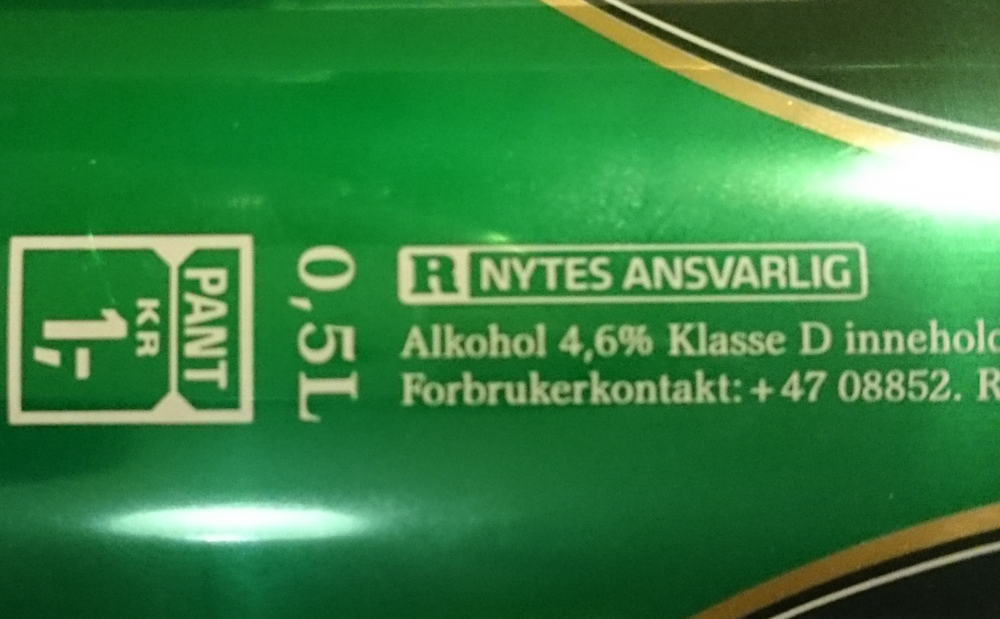 PANT
KR
1,-
0,5L
R NYTES ANSVARLIG
Alkohol 4,6% Klasse D innehold
Forbrukerkontakt: +47 08852. R